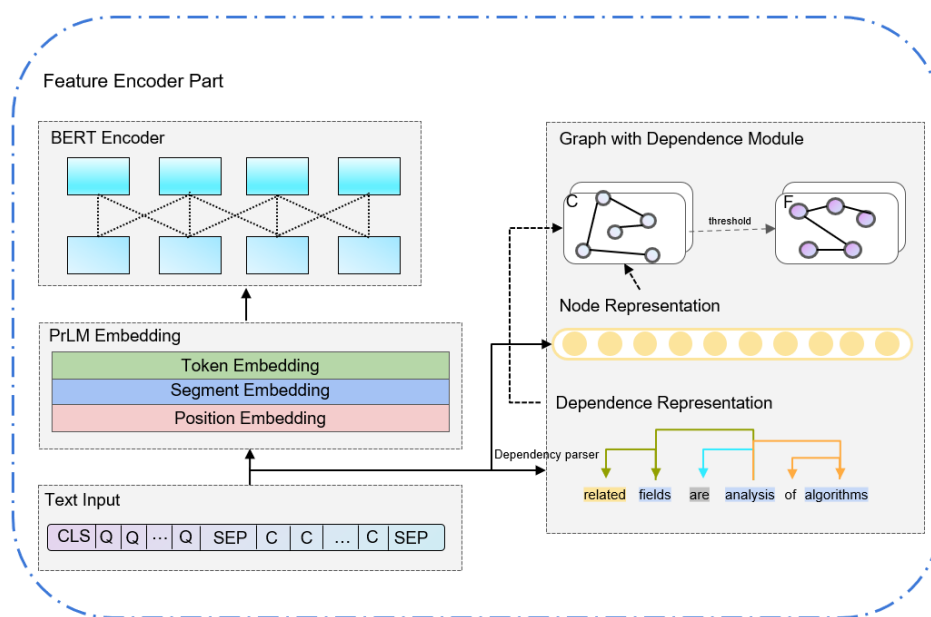 Feature Encoder Part
BERT Encoder
PrLM Embedding
Token Embedding
Segment Embedding
Position Embedding
Text Input
CLS Q Q ... Q SEP C C ... C SEP
Graph with Dependence Module
C
threshold
F
Node Representation
Dependence Representation
Dependency parser
related fields are analysis of algorithms